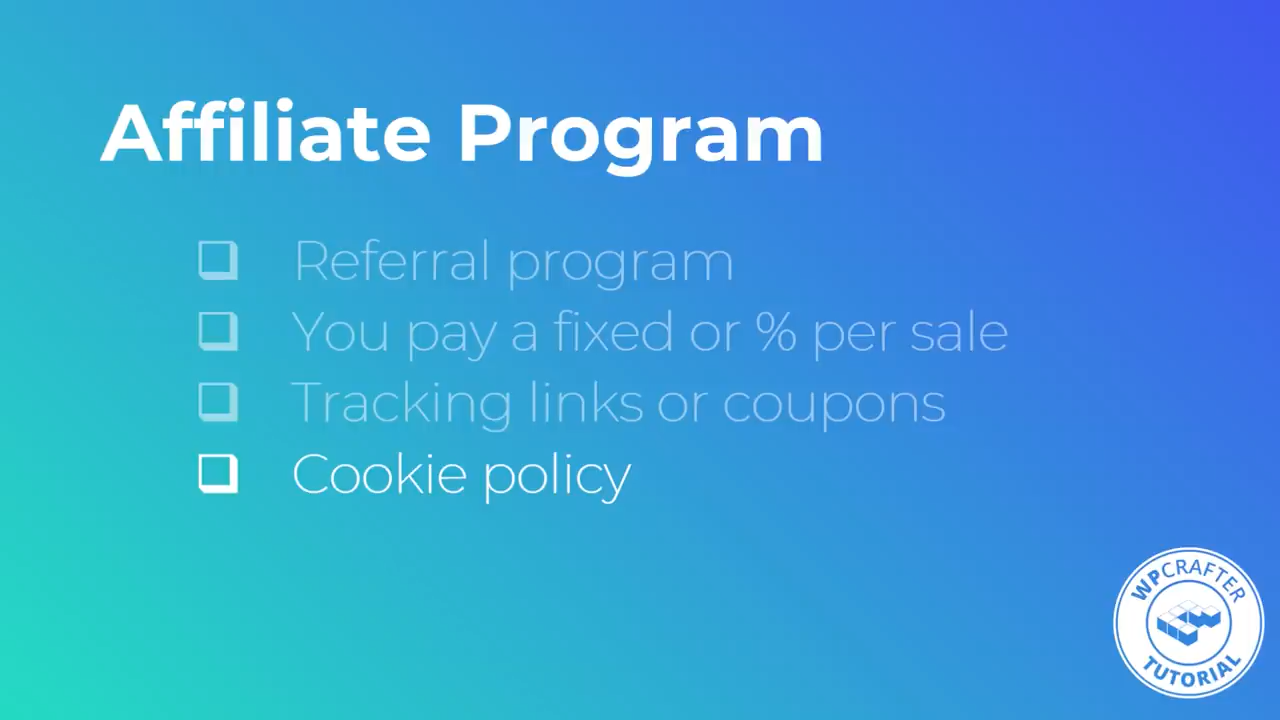 Affiliate Program
❏ Referral program
❏ You pay a fixed or % per sale
❏ Tracking links or coupons
❏ Cookie policy
WPCRAFTER
TUTORIAL